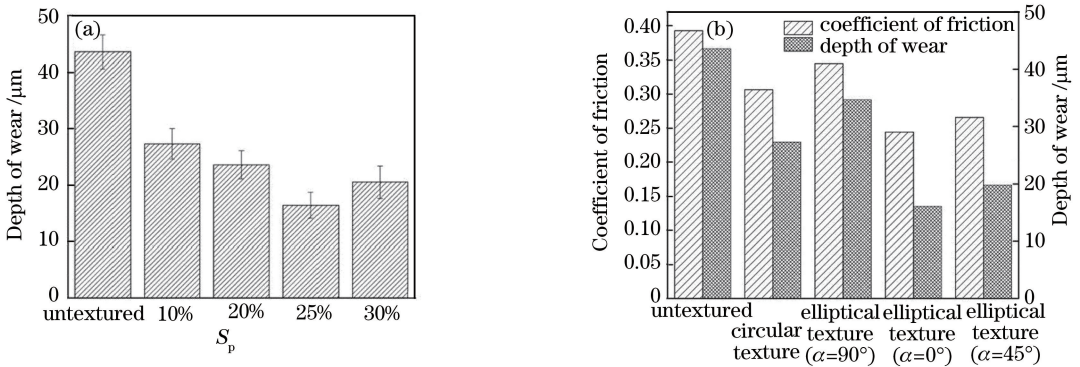 (a)
Depth of wear /μm
50
40
30
20
10
0
untextured 10% 20% 25% 30%
Sp
(b)
coefficient of friction
depth of wear
Coefficient of friction
0.40
0.35
0.30
0.25
0.20
0.15
0.10
0.05
0
Depth of wear /μm
50
40
30
20
10
0
untextured
circular
texture
elliptical
texture
(α=90°)
elliptical
texture
(α=0°)
elliptical
texture
(α=45°)